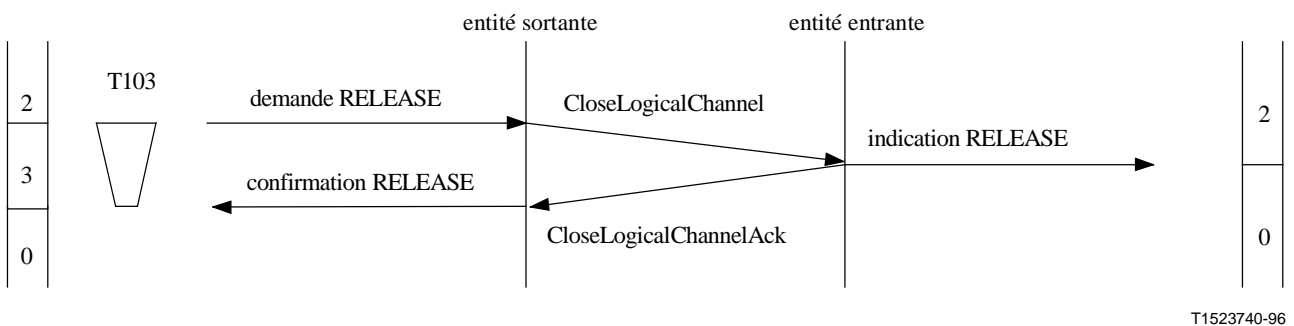 entité sortante
entité entrante
T103
2
demande RELEASE
CloseLogicalChannel
2
indication RELEASE
3
confirmation RELEASE
CloseLogicalChannelAck
0
0
T1523740-96